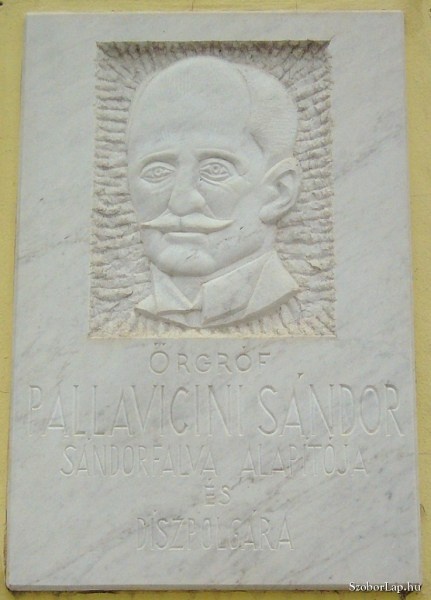 ŐRGRÓF
PALLAVICINI SÁNDOR
SÁNDORFALVA ALAPÍTÓJA
ÉS
DÍSZPOLGÁRA
SzoborLap.hu